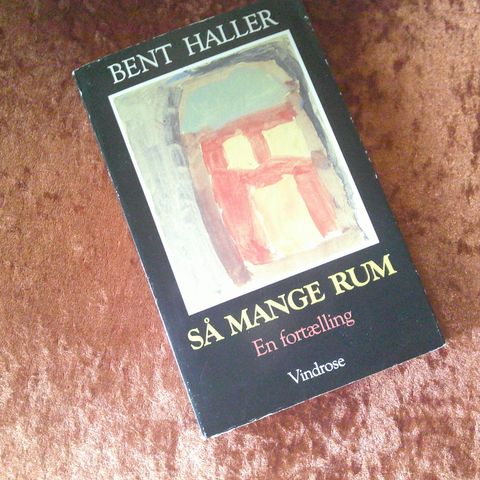 BENT HALLER
SÅ MANGE RUM
En fortælling
Vindrose